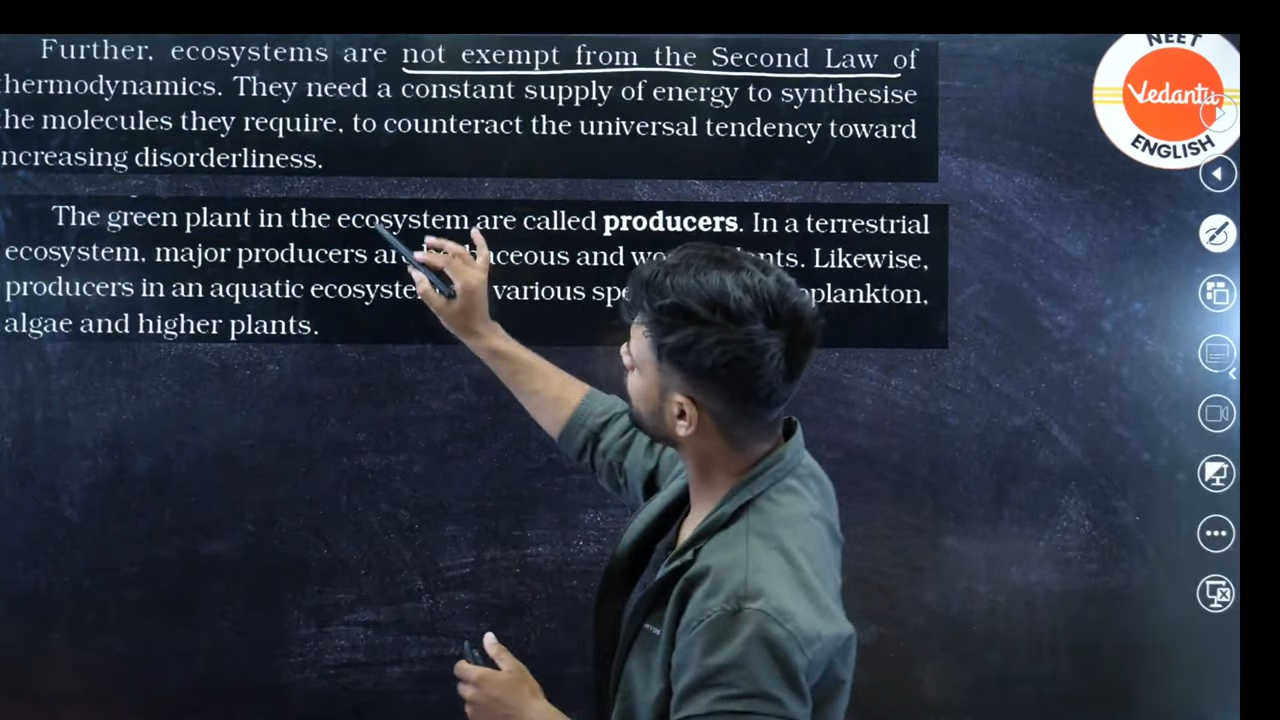 Further, ecosystems are not exempt from the Second Law of
hermodynamics. They need a constant supply of energy to synthesise
he molecules they require, to counteract the universal tendency toward
ncreasing disorderliness.
The green plant in the ecosystem are called producers. In a terrestrial
ecosystem, major producers are aceous and wo nts. Likewise,
producers in an aquatic ecosyste various spe plankton,
algae and higher plants.
NEET
Vedantu
ENGLISH